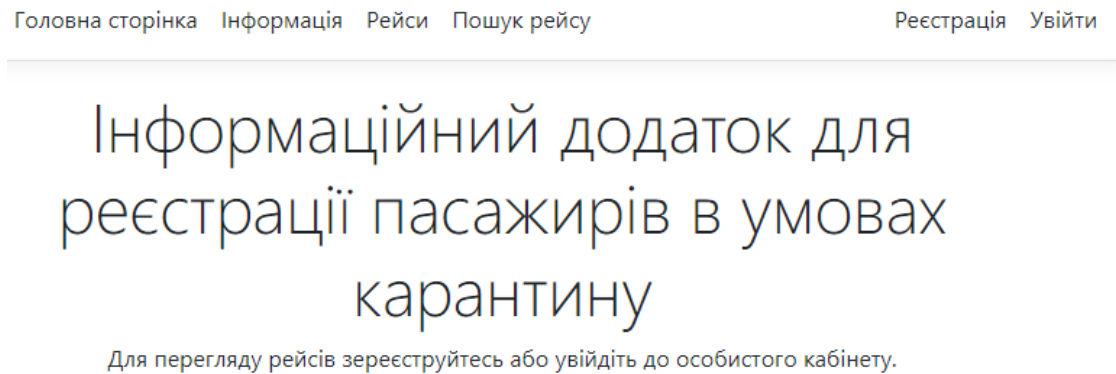 Головна сторінка Інформація Рейси Пошук рейсу Реєстрація Увійти
Інформаційний додаток для
реєстрації пасажирів в умовах
карантину
Для перегляду рейсів зереєструйтесь або увійдіть до особистого кабінету.